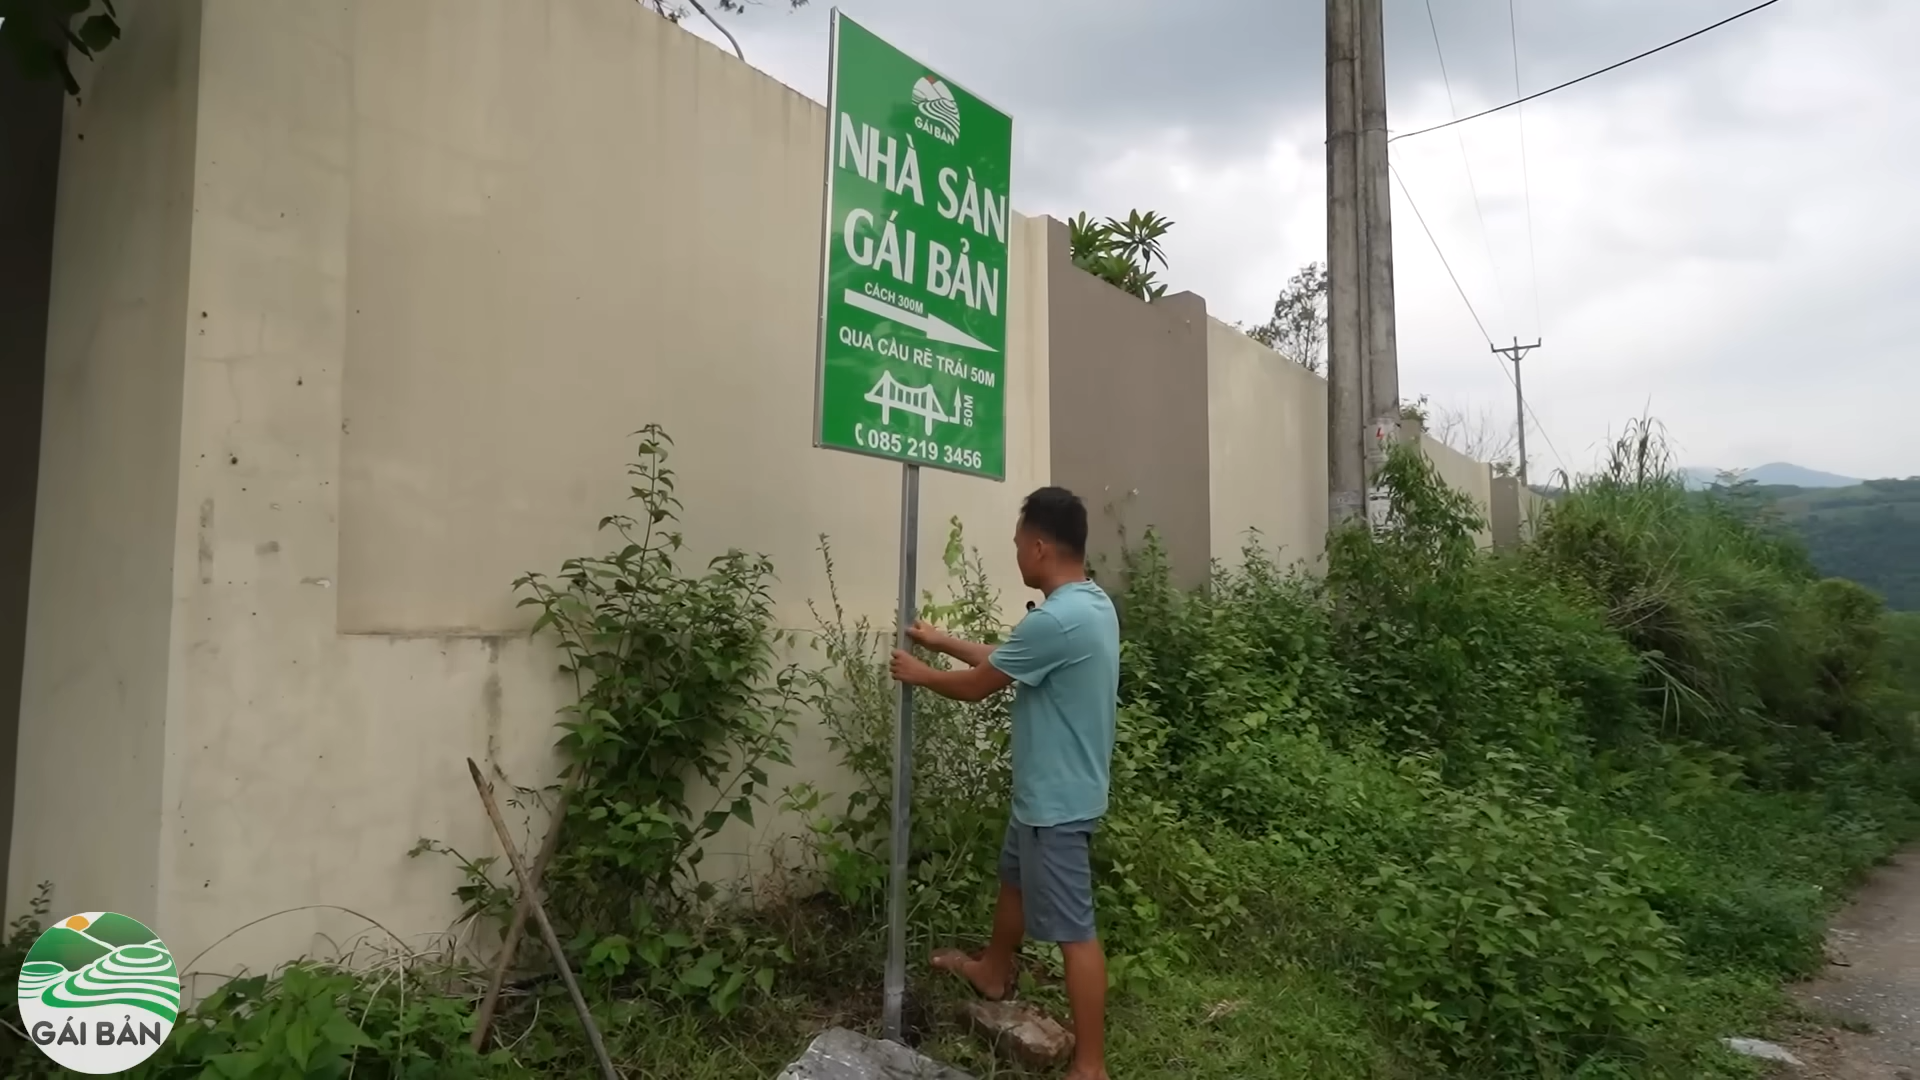 GÁI BẢN
NHÀ SÀN
GÁI BẢN
CÁCH 300M
QUA CẦU RẼ TRÁI 50M
50M
085 219 3456
GÁI BẢN